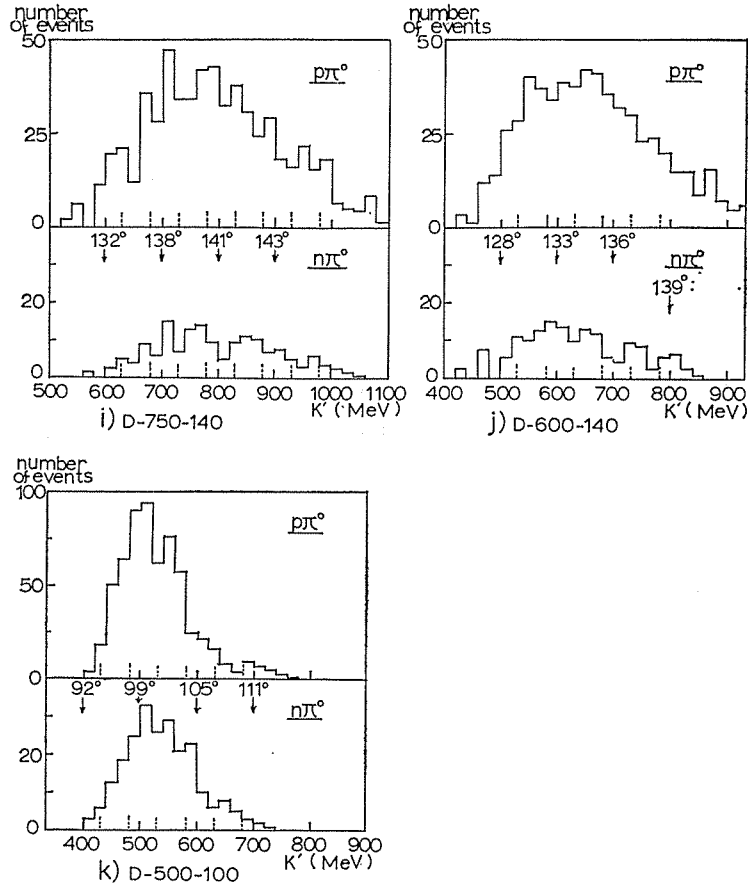 number
of events
50
pπ°
25
0
132° 138° 141° 143°
nπ°
20
0
500 600 700 800 900 1000 1100
K' (·MeV)
i) D-750-140
number
of events
50
pπ°
25
0
128° 133° 136°
nπ°
139°:
20
0
400 500 600 700 800 900
K' (MeV)
j) D-600-140
number
of events
100
pπ°
50
0
92° 99° 105° 111°
nπ°
20
0
400 500 600 700 800 900
K' (MeV)
k) D-500-100